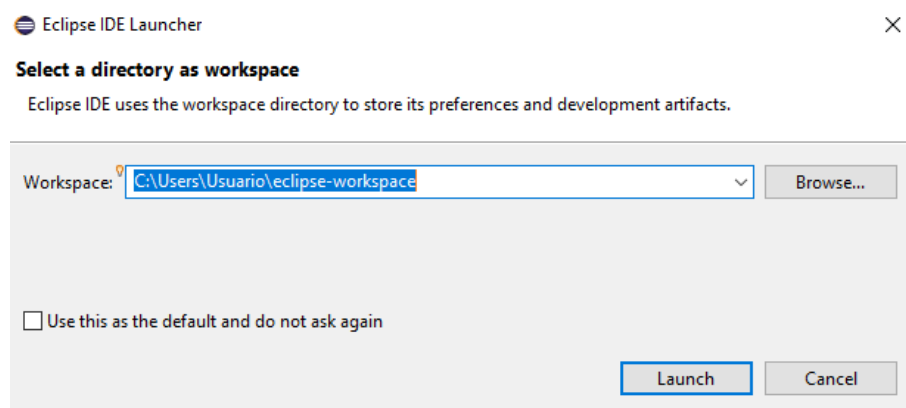 Eclipse IDE Launcher
Select a directory as workspace
Eclipse IDE uses the workspace directory to store its preferences and development artifacts.
Workspace: C:\Users\Usuario\eclipse-workspace Browse...
Use this as the default and do not ask again
Launch Cancel